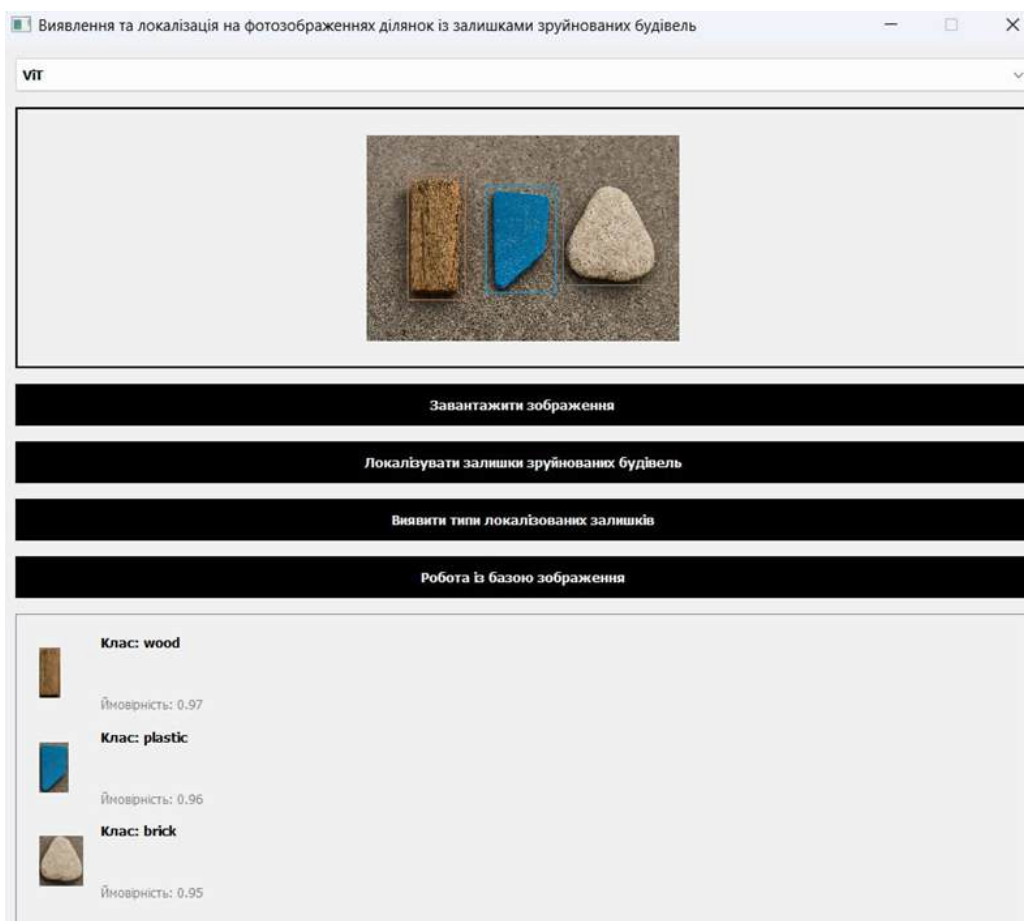 Виявлення та локалізація на фотозображеннях ділянок із залишками зруйнованих будівель
ViT
Завантажити зображення
Локалізувати залишки зруйнованих будівель
Виявити типи локалізованих залишків
Робота із базою зображення
Клас: wood
Ймовірність: 0.97
Клас: plastic
Ймовірність: 0.96
Клас: brick
Ймовірність: 0.95